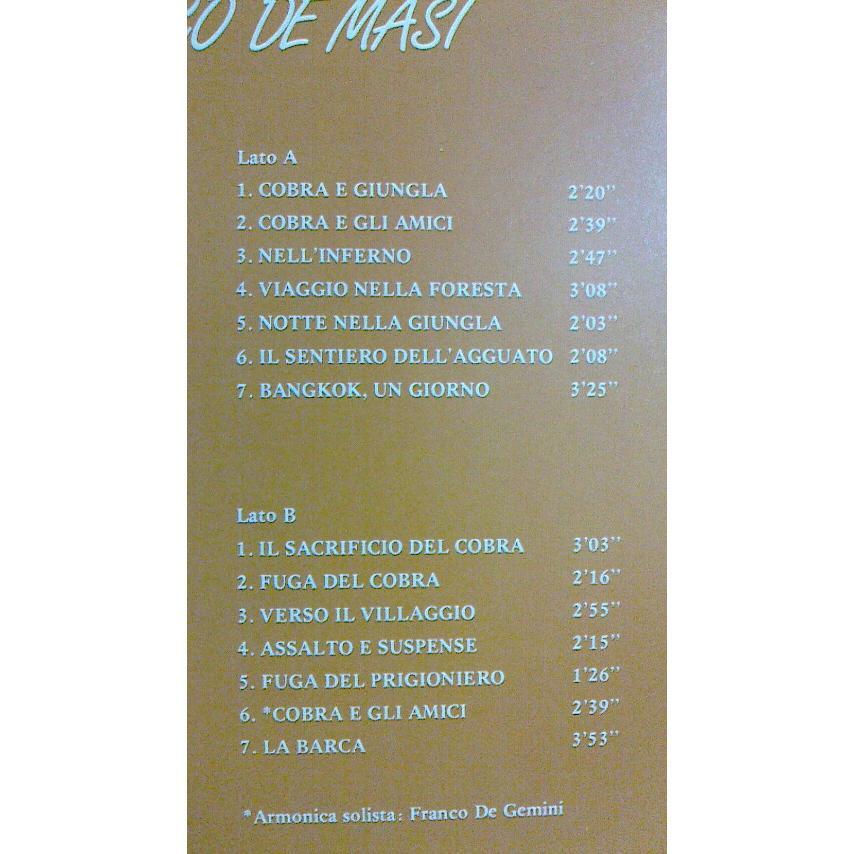 CO DE MASI
Lato A
1. COBRA E GIUNGLA 2'20"
2. COBRA E GLI AMICI 2'39"
3. NELL'INFERNO 2'47"
4. VIAGGIO NELLA FORESTA 3'08"
5. NOTTE NELLA GIUNGLA 2'03"
6. IL SENTIERO DELL'AGGUATO 2'08"
7. BANGKOK, UN GIORNO 3'25"
Lato B
1. IL SACRIFICIO DEL COBRA 3'03"
2. FUGA DEL COBRA 2'16"
3. VERSO IL VILLAGGIO 2'55"
4. ASSALTO E SUSPENSE 2'15"
5. FUGA DEL PRIGIONIERO 1'26"
6. *COBRA E GLI AMICI 2'39"
7. LA BARCA 3'53"
*Armonica solista: Franco De Gemini